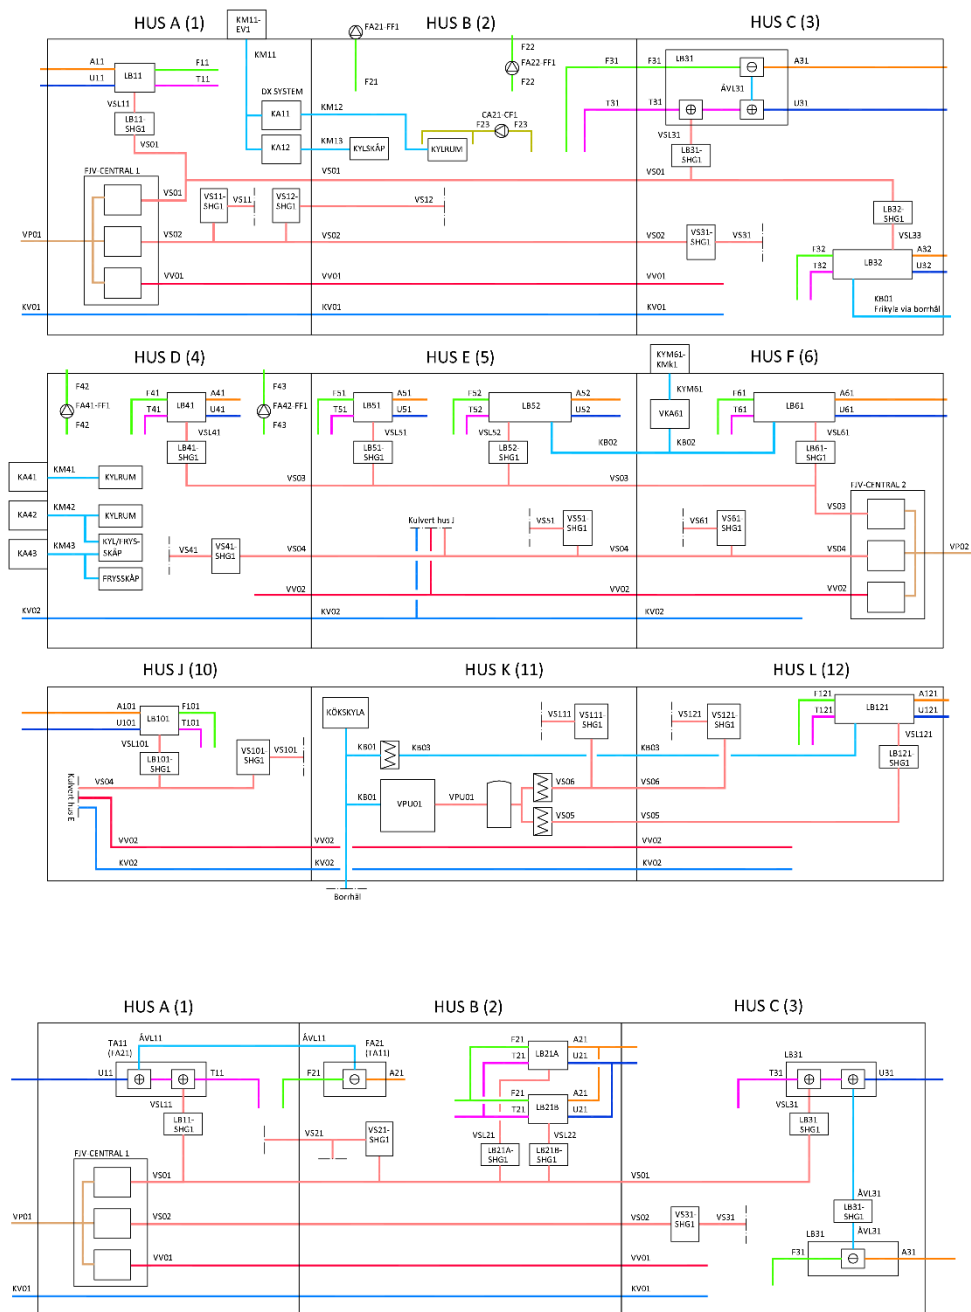 HUS A (1)
KM11-
EV1
FA21-FF1
HUS B (2)
HUS C (3)
KM11
F21
F22
FA22-FF1
F22
A11
U11
LB11
F11
T11
VSL11
LB11-
SHG1
VS01
DX SYSTEM
KA11
KM12
KA12
KM13
KYLSKÅP
KYLRUM
CA21-CF1
F23
F23
F31
F31
LB31
A31
ÅVL31
T31
T31
U31
VSL31
LB31-
SHG1
VS01
VS01
FJV-CENTRAL 1
VS01
VS11-
SHG1
VS11
VS12-
SHG1
VS12
LB32-
SHG1
VSL33
VP01
VS02
VS02
VS02
VS31-
SHG1
VS31
F32
T32
LB32
A32
U32
VV01
VV01
VV01
KB01
Frikyla via borrhål
KV01
KV01
KV01
HUS D (4)
HUS E (5)
KYM61-
KMk1
HUS F (6)
F42
FA41-FF1
F42
F41
T41
LB41
A41
U41
VSL41
LB41-
SHG1
F43
FA42-FF1
F43
F51
T51
LB51
A51
U51
VSL51
LB51-
SHG1
F52
T52
LB52
A52
U52
VSL52
LB52-
SHG1
KB02
KYM61
VKA61
KB02
F61
T61
LB61
A61
U61
VSL61
LB61-
SHG1
KA41
KM41
KYLRUM
VS03
VS03
FJV-CENTRAL 2
KA42
KM42
KYLRUM
VS03
KYL/FRYS-
SKÅP
KA43
KM43
FRYSSKÅP
VS41
VS41-
SHG1
VS04
Kulvert hus J
VS51
VS51-
SHG1
VS04
VS61
VS61-
SHG1
VS04
VP02
VV02
VV02
VV02
KV02
KV02
KV02
HUS J (10)
HUS K (11)
HUS L (12)
A101
U101
LB101
F101
T101
VSL101
LB101-
SHG1
VS101-
SHG1
VS101
VS04
Kulvert hus E
VV02
VV02
KV02
KV02
KÖKSKYLA
KB01
KB03
KB01
VPU01
VPU01
VS111
VS111-
SHG1
KB03
VS06
VS05
VS121
VS121-
SHG1
VS06
VS05
F121
T121
LB121
A121
U121
VSL121
LB121-
SHG1
VV02
KV02
Borrhål
HUS A (1)
HUS B (2)
HUS C (3)
TA11
(FA21)
ÅVL11
ÅVL11
FA21
(TA11)
U11
T11
F21
A21
VSL11
LB11-
SHG1
F21
T21
LB21A
A21
U21
F21
T21
LB21B
A21
U21
VS21
VS21-
SHG1
VSL21
LB21A-
SHG1
VSL22
LB21B-
SHG1
T31
LB31
U31
VSL31
LB31-
SHG1
ÅVL31
FJV-CENTRAL 1
VS01
VS01
VS01
VP01
VS02
VS02
VS02
VS31-
SHG1
VS31
LB31-
SHG1
ÅVL31
LB31
F31
A31
VV01
VV01
VV01
KV01
KV01
KV01